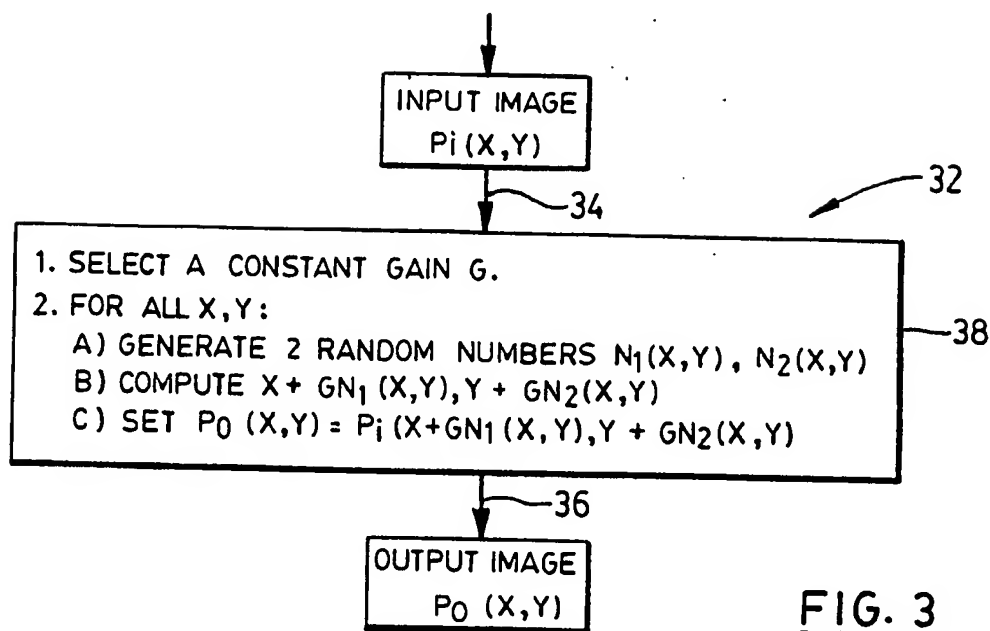 INPUT IMAGE
Pi(X,Y)
34
32
1. SELECT A CONSTANT GAIN G.
2. FOR ALL X,Y:
A) GENERATE 2 RANDOM NUMBERS N1(X,Y), N2(X,Y)
B) COMPUTE X+ GN1(X,Y),Y + GN2(X,Y)
C) SET P0 (X,Y) = Pi(X+GN1(X,Y),Y + GN2(X,Y)
38
36
OUTPUT IMAGE
P0 (X,Y)
FIG. 3